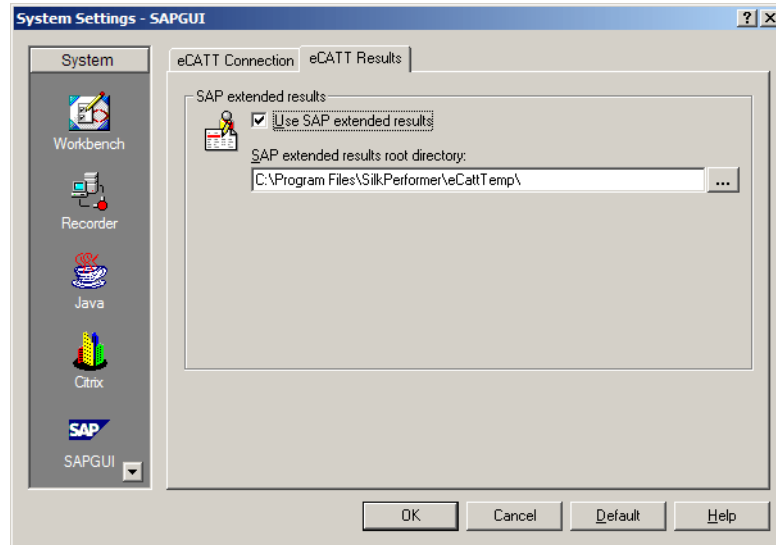 System Settings - SAPGUI
System
eCATT Connection
eCATT Results
SAP extended results
Use SAP extended results
Workbench
SAP extended results root directory:
C:\Program Files\SilkPerformer\eCattTemp\
...
Recorder
Java
Citrix
SAP
SAPGUI
OK
Cancel
Default
Help